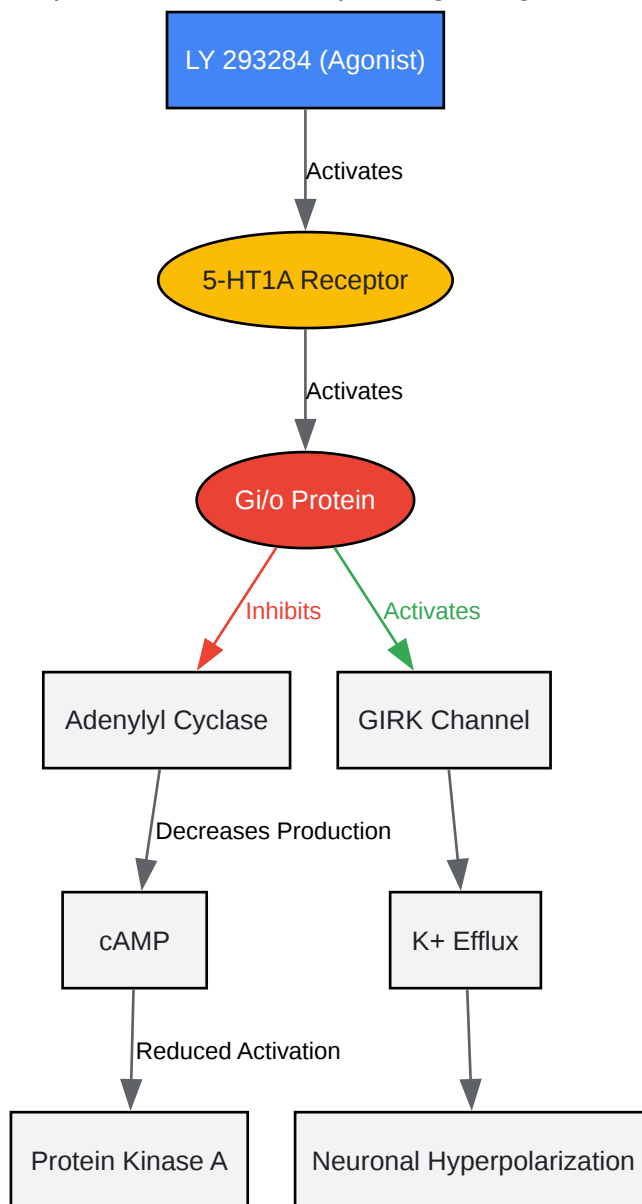 LY 293284 (Agonist)
Activates
5-HT1A Receptor
Activates
Gi/o Protein
Inhibits
Activates
Adenylyl Cyclase
GIRK Channel
Decreases Production
cAMP
K+ Efflux
Reduced Activation
Protein Kinase A
Neuronal Hyperpolarization